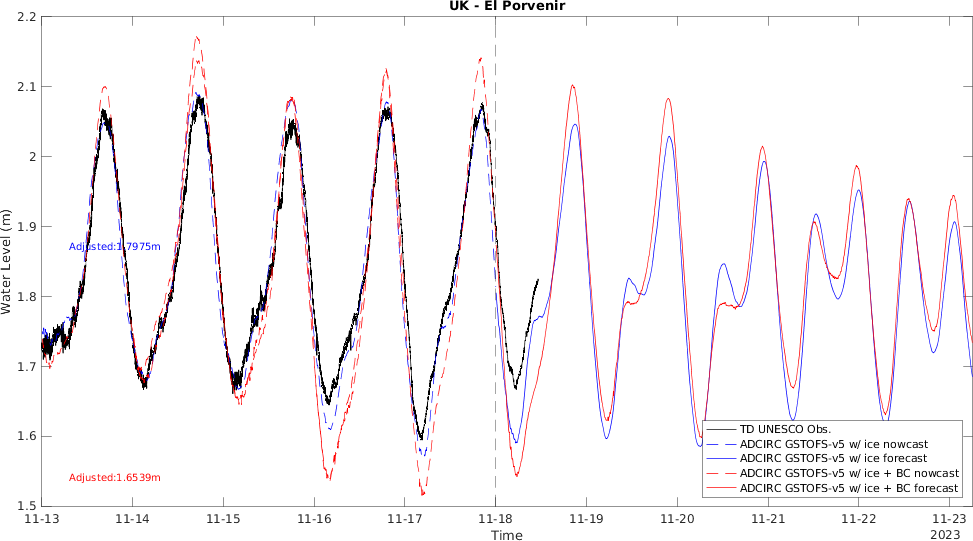 UK - El Porvenir
2.2
2.1
2
1.9
1.8
1.7
1.6
1.5
Water Level (m)
Adjusted:1.7975m
Adjusted:1.6539m
TD UNESCO Obs.
ADCIRC GSTOFS-v5 w/ ice nowcast
ADCIRC GSTOFS-v5 w/ ice forecast
ADCIRC GSTOFS-v5 w/ ice + BC nowcast
ADCIRC GSTOFS-v5 w/ ice + BC forecast
11-13 11-14 11-15 11-16 11-17 11-18 11-19 11-20 11-21 11-22 11-23
Time
2023